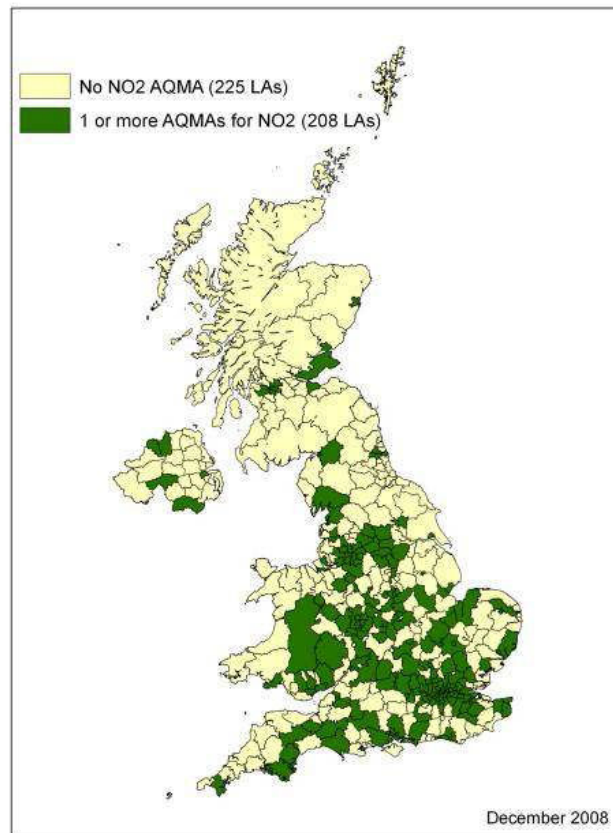 No NO2 AQMA (225 LAs)
1 or more AQMAs for NO2 (208 LAs)
December 2008